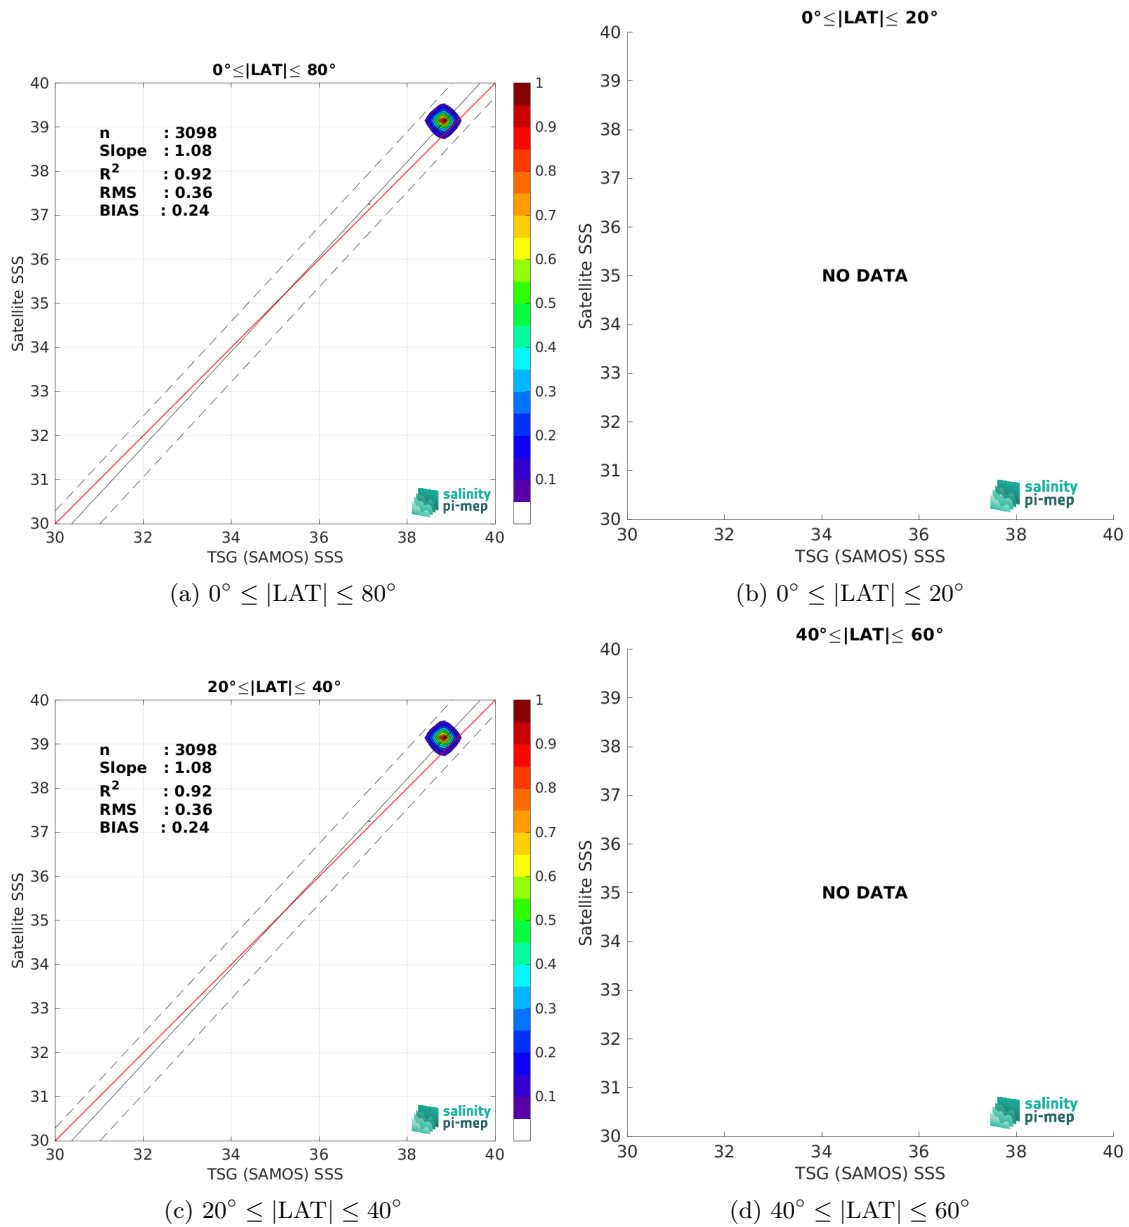 0°≤|LAT|≤ 80°
40
39
38
37
36
35
34
33
32
31
30
Satellite SSS
n : 3098
Slope : 1.08
R² : 0.92
RMS : 0.36
BIAS : 0.24
salinity
pi-mep
30 32 34 36 38 40
TSG (SAMOS) SSS
1
0.9
0.8
0.7
0.6
0.5
0.4
0.3
0.2
0.1
(a) 0° ≤ |LAT| ≤ 80°
0°≤|LAT|≤ 20°
40
39
38
37
36
35
34
33
32
31
30
Satellite SSS
NO DATA
salinity
pi-mep
30 32 34 36 38 40
TSG (SAMOS) SSS
(b) 0° ≤ |LAT| ≤ 20°
20°≤|LAT|≤ 40°
40
39
38
37
36
35
34
33
32
31
30
Satellite SSS
n : 3098
Slope : 1.08
R² : 0.92
RMS : 0.36
BIAS : 0.24
salinity
pi-mep
30 32 34 36 38 40
TSG (SAMOS) SSS
1
0.9
0.8
0.7
0.6
0.5
0.4
0.3
0.2
0.1
(c) 20° ≤ |LAT| ≤ 40°
40°≤|LAT|≤ 60°
40
39
38
37
36
35
34
33
32
31
30
Satellite SSS
NO DATA
salinity
pi-mep
30 32 34 36 38 40
TSG (SAMOS) SSS
(d) 40° ≤ |LAT| ≤ 60°